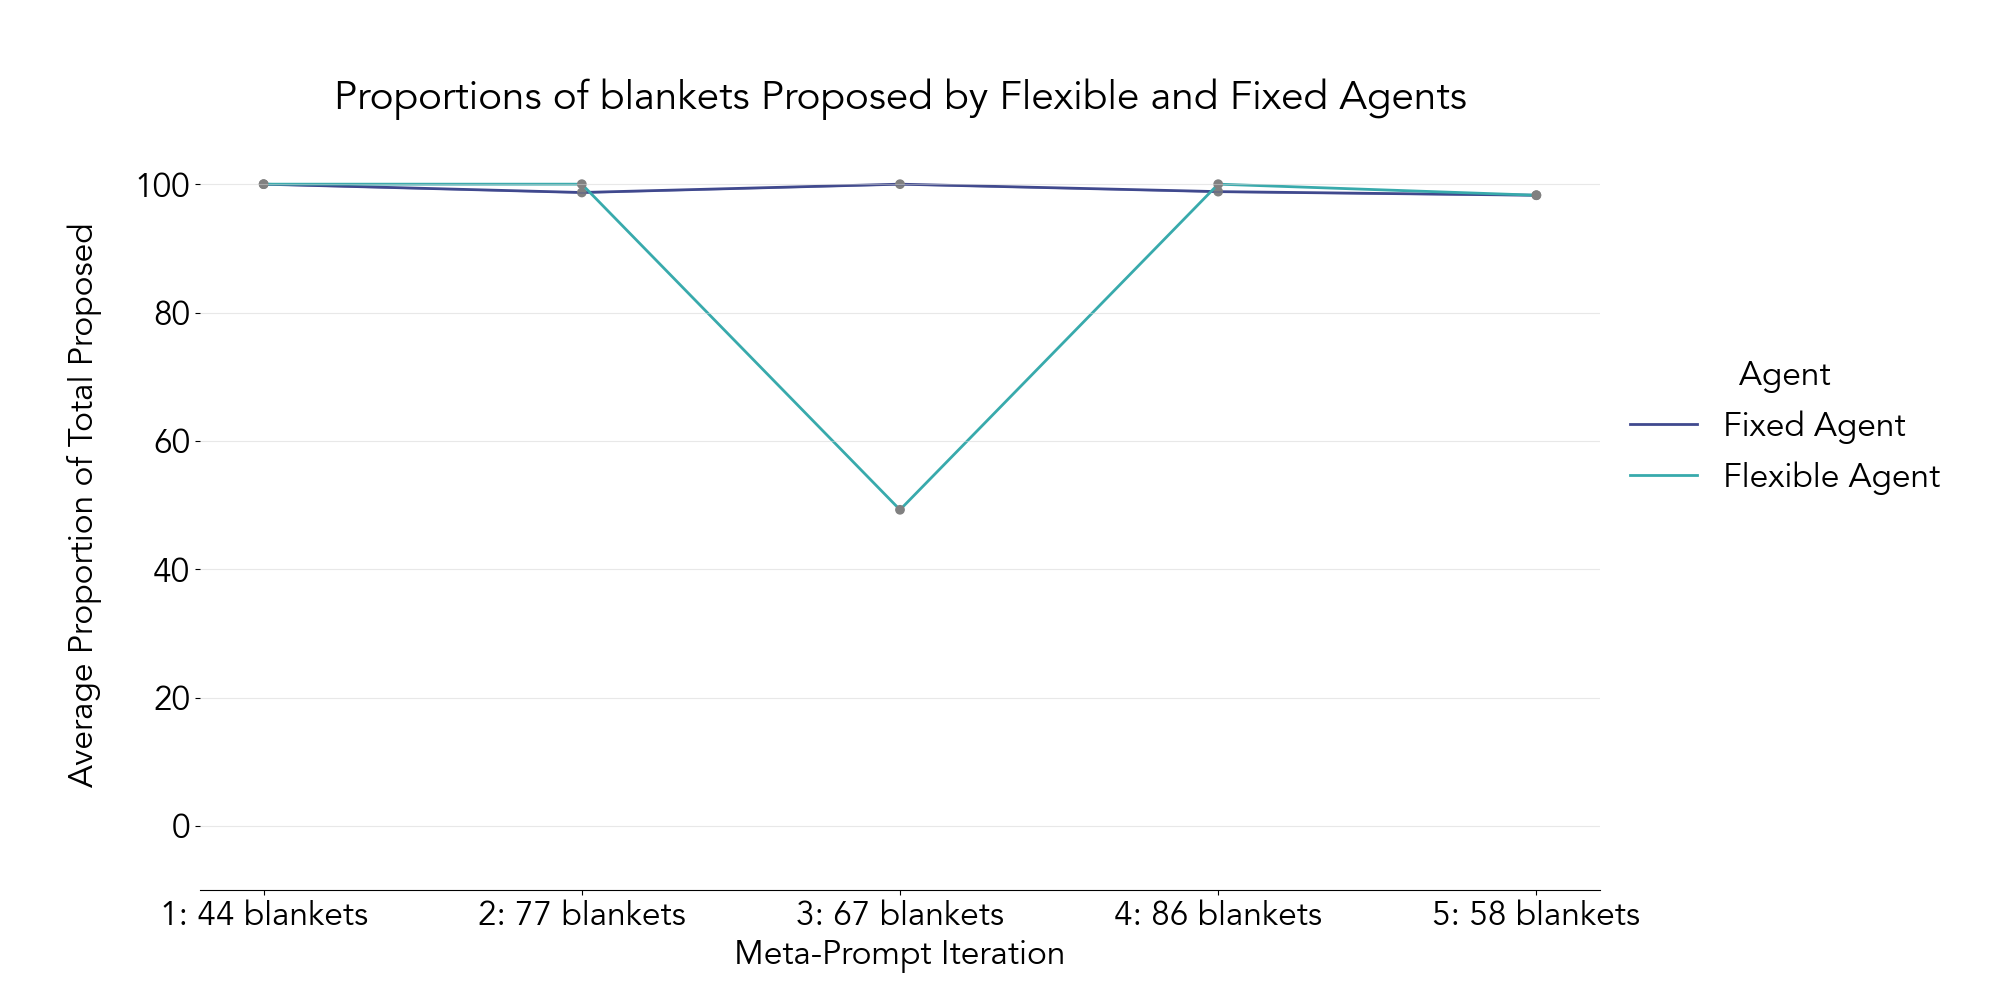 Proportions of blankets Proposed by Flexible and Fixed Agents
Average Proportion of Total Proposed
100
80
60
40
20
0
1: 44 blankets
2: 77 blankets
3: 67 blankets
4: 86 blankets
5: 58 blankets
Meta-Prompt Iteration
Agent
Fixed Agent
Flexible Agent